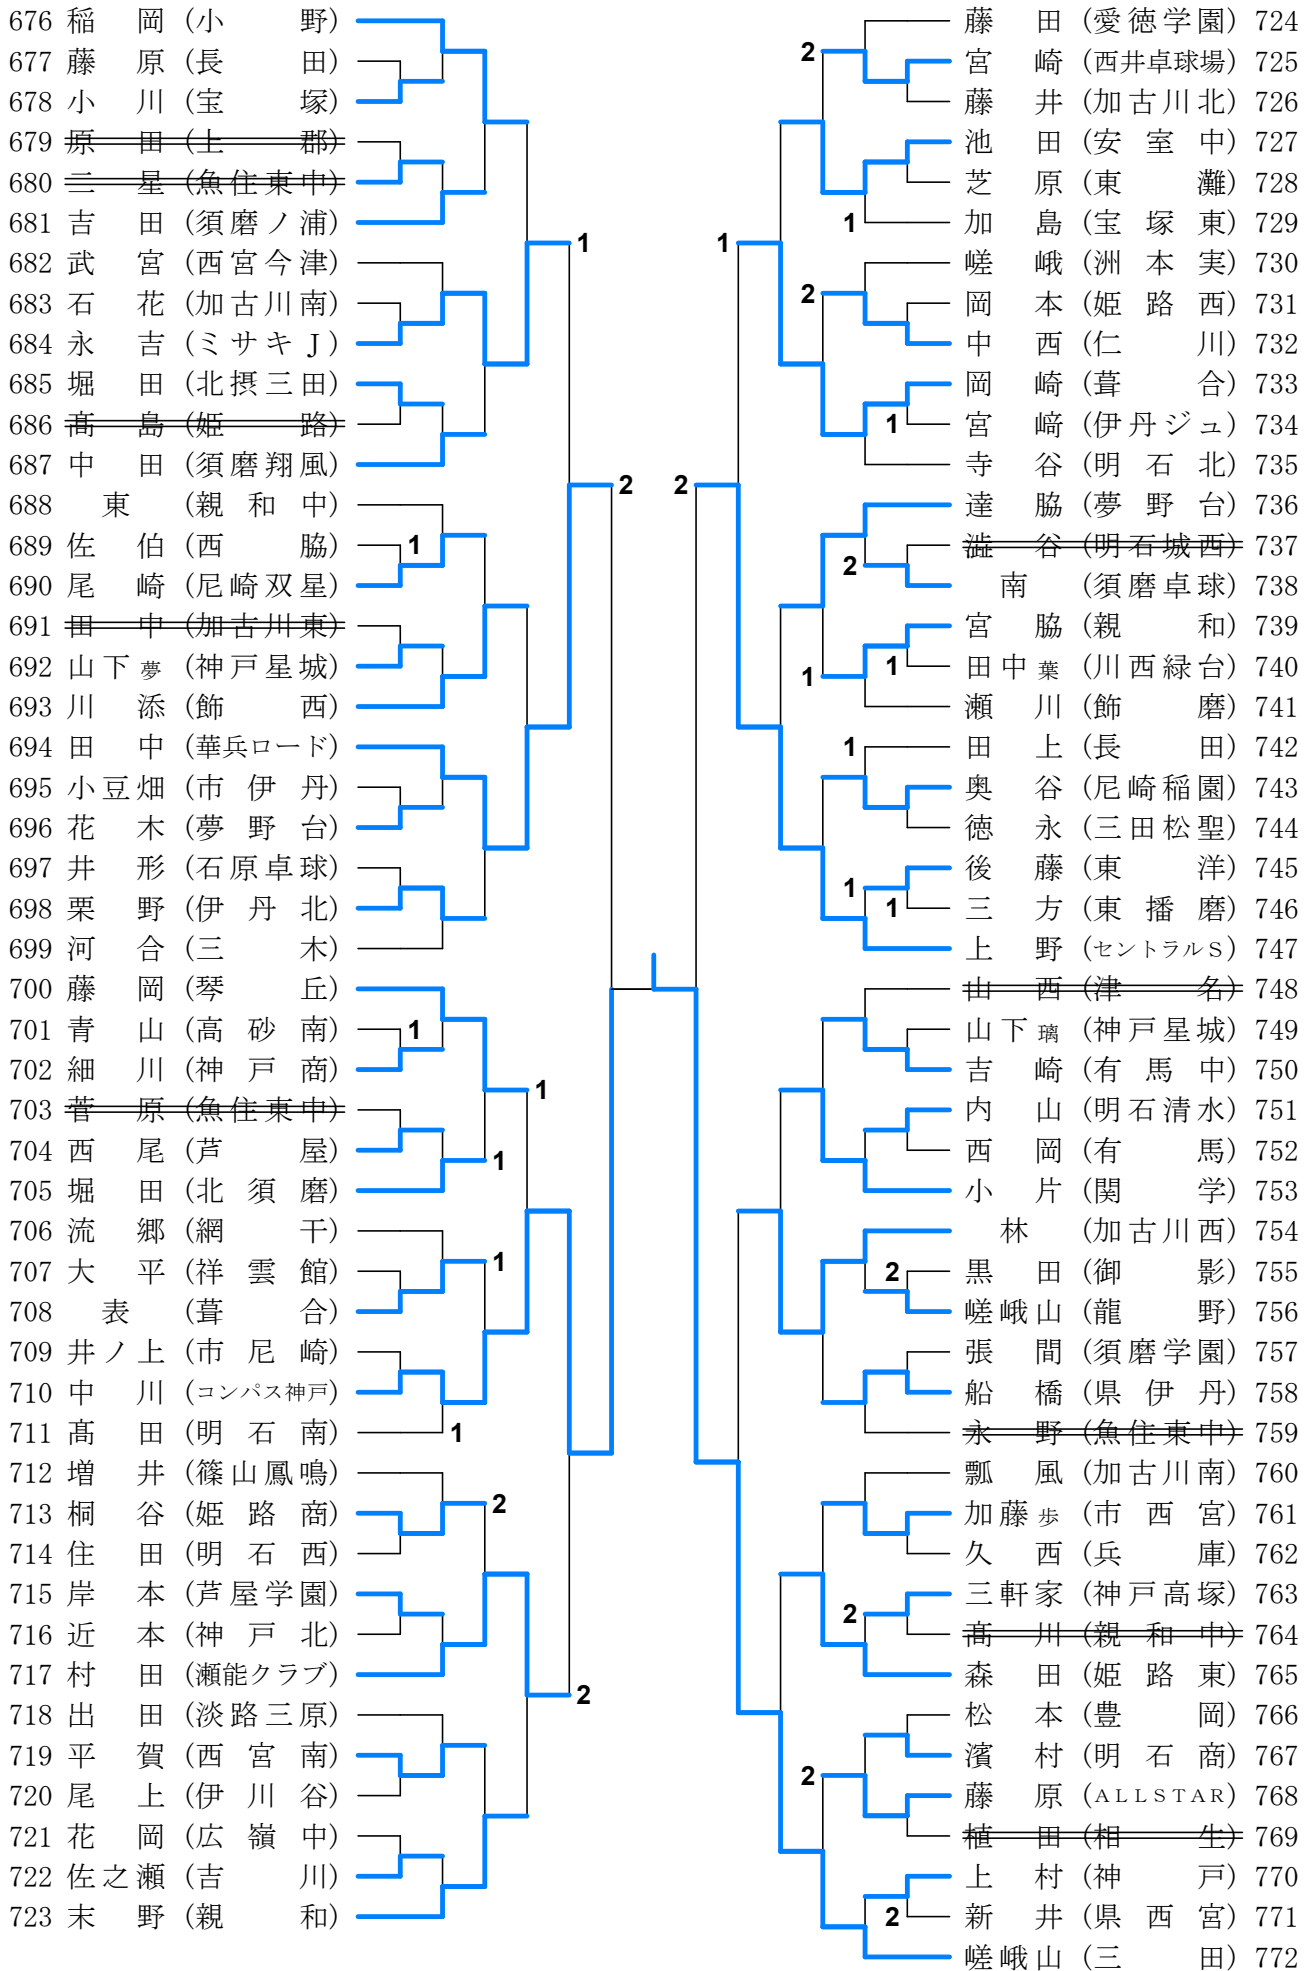 676 稲岡 (小野)
677 藤原 (長田)
678 小川 (宝塚)
679 原田 (上郡)
680 二星 (魚住東中)
681 吉田 (須磨ノ浦)
1
682 武宮 (西宮今津)
683 石花 (加古川南)
684 永吉 (ミサキJ)
685 堀田 (北摂三田)
686 髙島 (姫路)
687 中田 (須磨翔風)
2
688 東 (親和中)
689 佐伯 (西脇) 1
690 尾崎 (尼崎双星)
691 田中 (加古川東)
692 山下夢 (神戸星城)
693 川添 (飾西)
694 田中 (華兵ロード)
695 小豆畑 (市伊丹)
696 花木 (夢野台)
697 井形 (石原卓球)
698 栗野 (伊丹北)
699 河合 (三木)
700 藤岡 (琴丘)
701 青山 (高砂南) 1
702 細川 (神戸商)
1
703 菅原 (魚住東中)
704 西尾 (芦屋)
1
705 堀田 (北須磨)
706 流郷 (網干)
1
707 大平 (祥雲館)
708 表 (葺合)
709 井ノ上 (市尼崎)
710 中川 (コンパス神戸)
711 髙田 (明石南) 1
712 増井 (篠山鳳鳴)
2
713 桐谷 (姫路商)
714 住田 (明石西)
715 岸本 (芦屋学園)
716 近本 (神戸北)
717 村田 (瀬能クラブ)
2
718 出田 (淡路三原)
719 平賀 (西宮南)
720 尾上 (伊川谷)
721 花岡 (広嶺中)
722 佐之瀬 (吉川)
723 末野 (親和)
藤田 (愛徳学園) 724
2
宮崎 (西井卓球場) 725
藤井 (加古川北) 726
池田 (安室中) 727
芝原 (東灘) 728
1 加島 (宝塚東) 729
1
嵯峨 (洲本実) 730
2
岡本 (姫路西) 731
中西 (仁川) 732
岡崎 (葺合) 733
1 宮﨑 (伊丹ジュ) 734
寺谷 (明石北) 735
2
達脇 (夢野台) 736
澁谷 (明石城西) 737
2
南 (須磨卓球) 738
宮脇 (親和) 739
1 田中葉 (川西緑台) 740
1
瀬川 (飾磨) 741
1 田上 (長田) 742
奥谷 (尼崎稲園) 743
徳永 (三田松聖) 744
後藤 (東洋) 745
1
1 三方 (東播磨) 746
上野 (セントラルS) 747
山西 (津名) 748
山下璃 (神戸星城) 749
吉崎 (有馬中) 750
内山 (明石清水) 751
西岡 (有馬) 752
小片 (関学) 753
林 (加古川西) 754
2 黒田 (御影) 755
嵯峨山 (龍野) 756
張間 (須磨学園) 757
船橋 (県伊丹) 758
永野 (魚住東中) 759
瓢風 (加古川南) 760
加藤歩 (市西宮) 761
久西 (兵庫) 762
三軒家 (神戸高塚) 763
2
髙川 (親和中) 764
森田 (姫路東) 765
松本 (豊岡) 766
濱村 (明石商) 767
2
藤原 (ALLSTAR) 768
植田 (相生) 769
上村 (神戸) 770
2 新井 (県西宮) 771
嵯峨山 (三田) 772